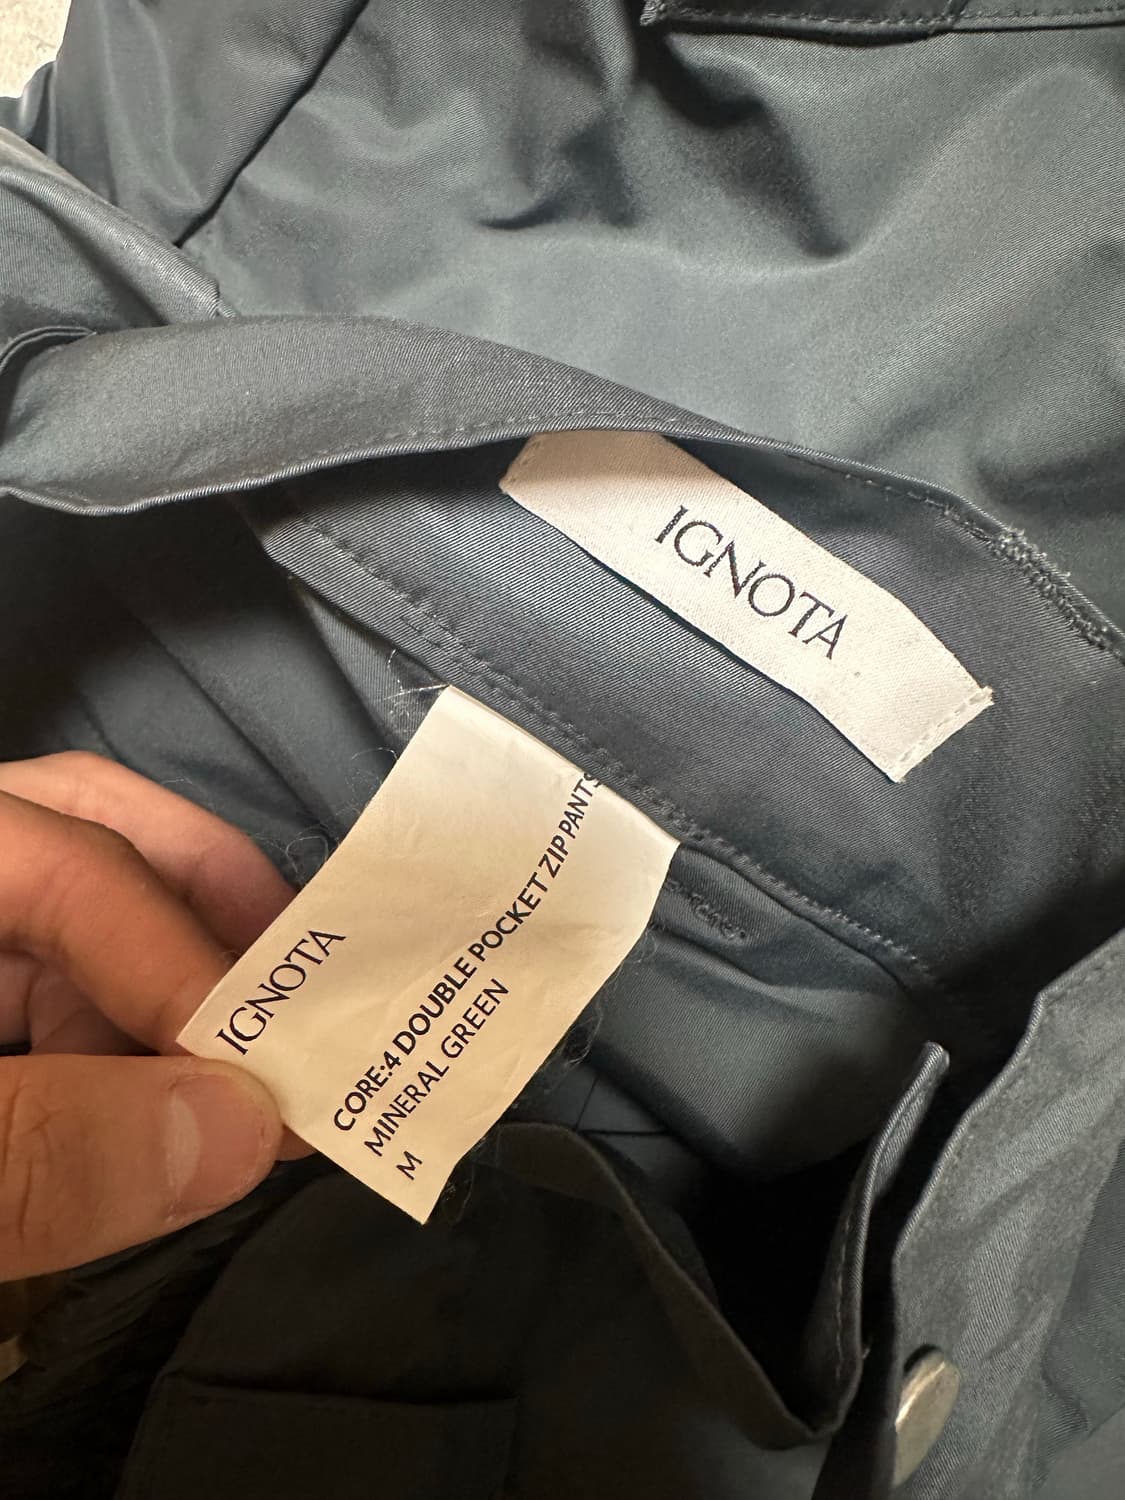 IGNOTA
IGNOTA
CORE:4 DOUBLE POCKET ZIP PANTS
MINERAL GREEN
M